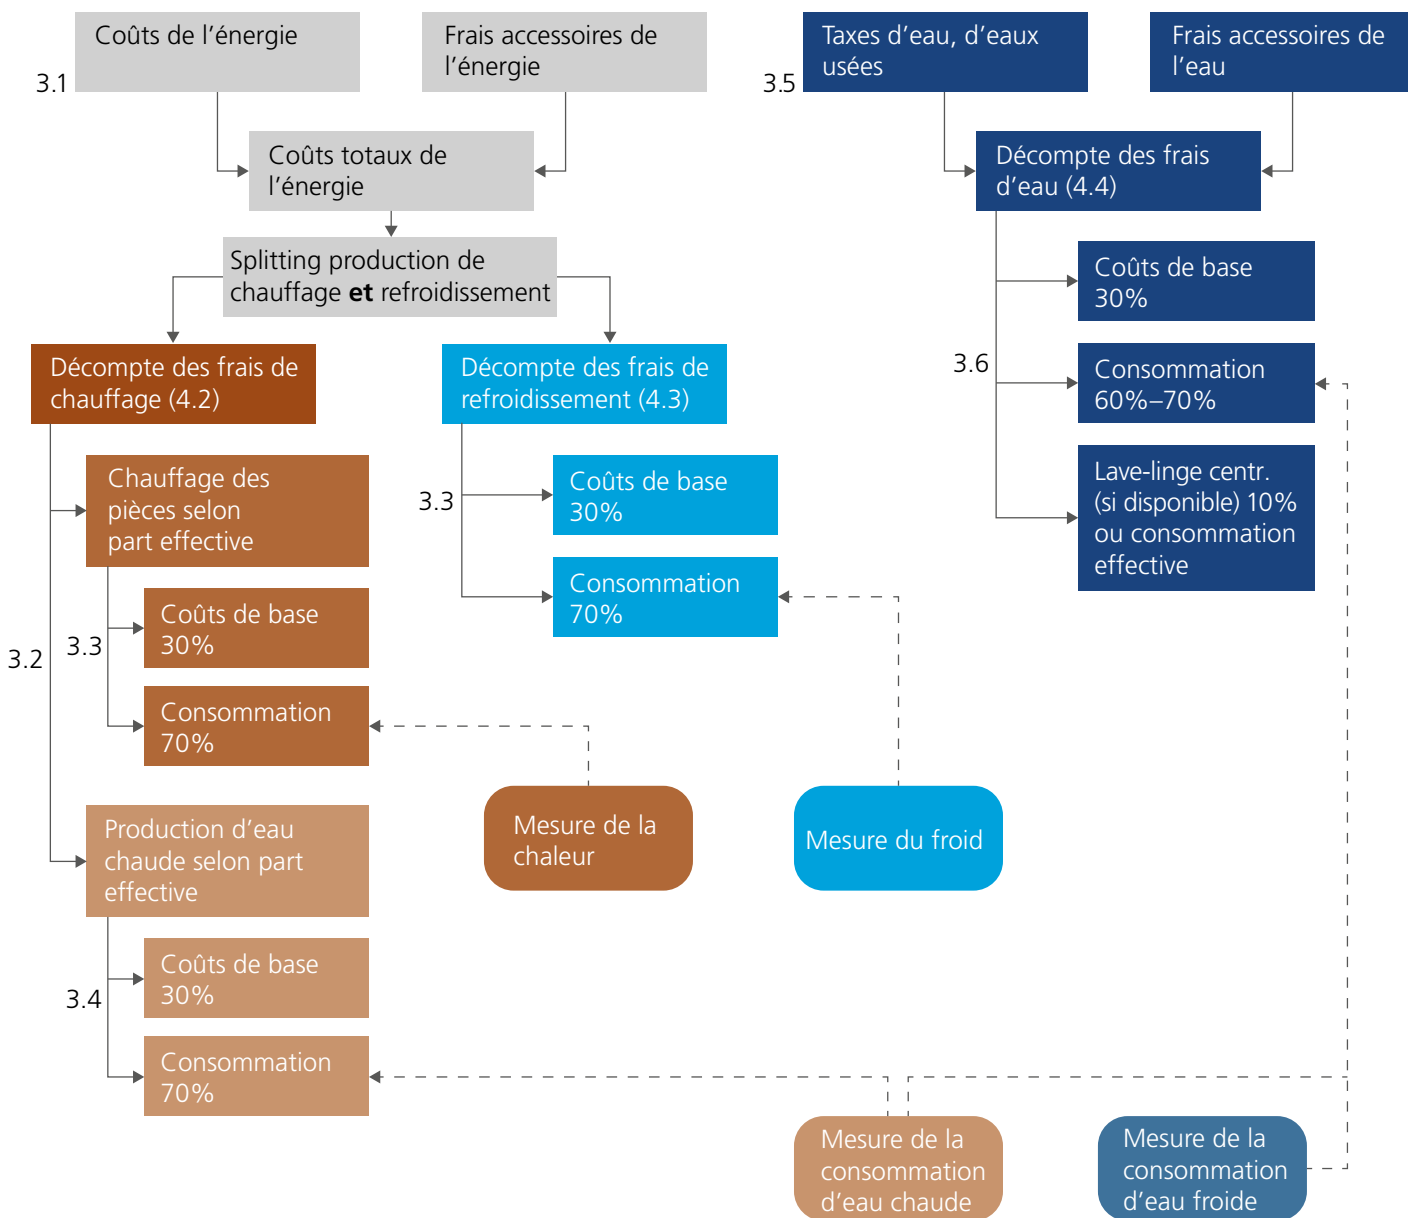 Coûts de l’énergie
Frais accessoires de
l’énergie
3.1
Coûts totaux de
l’énergie
Splitting production de
chauffage et refroidissement
Décompte des frais de
chauffage (4.2)
3.2
Chauffage des
pièces selon
part effective
3.3
Coûts de base
30%
Consommation
70%
Production d’eau
chaude selon part
effective
3.4
Coûts de base
30%
Consommation
70%
Décompte des frais de
refroidissement (4.3)
3.3
Coûts de base
30%
Consommation
70%
Mesure de la
chaleur
Mesure du froid
Taxes d’eau, d’eaux
usées
Frais accessoires de
l’eau
3.5
Décompte des frais
d’eau (4.4)
3.6
Coûts de base
30%
Consommation
60%–70%
Lave-linge centr.
(si disponible) 10%
ou consommation
effective
Mesure de la
consommation
d’eau chaude
Mesure de la
consommation
d’eau froide